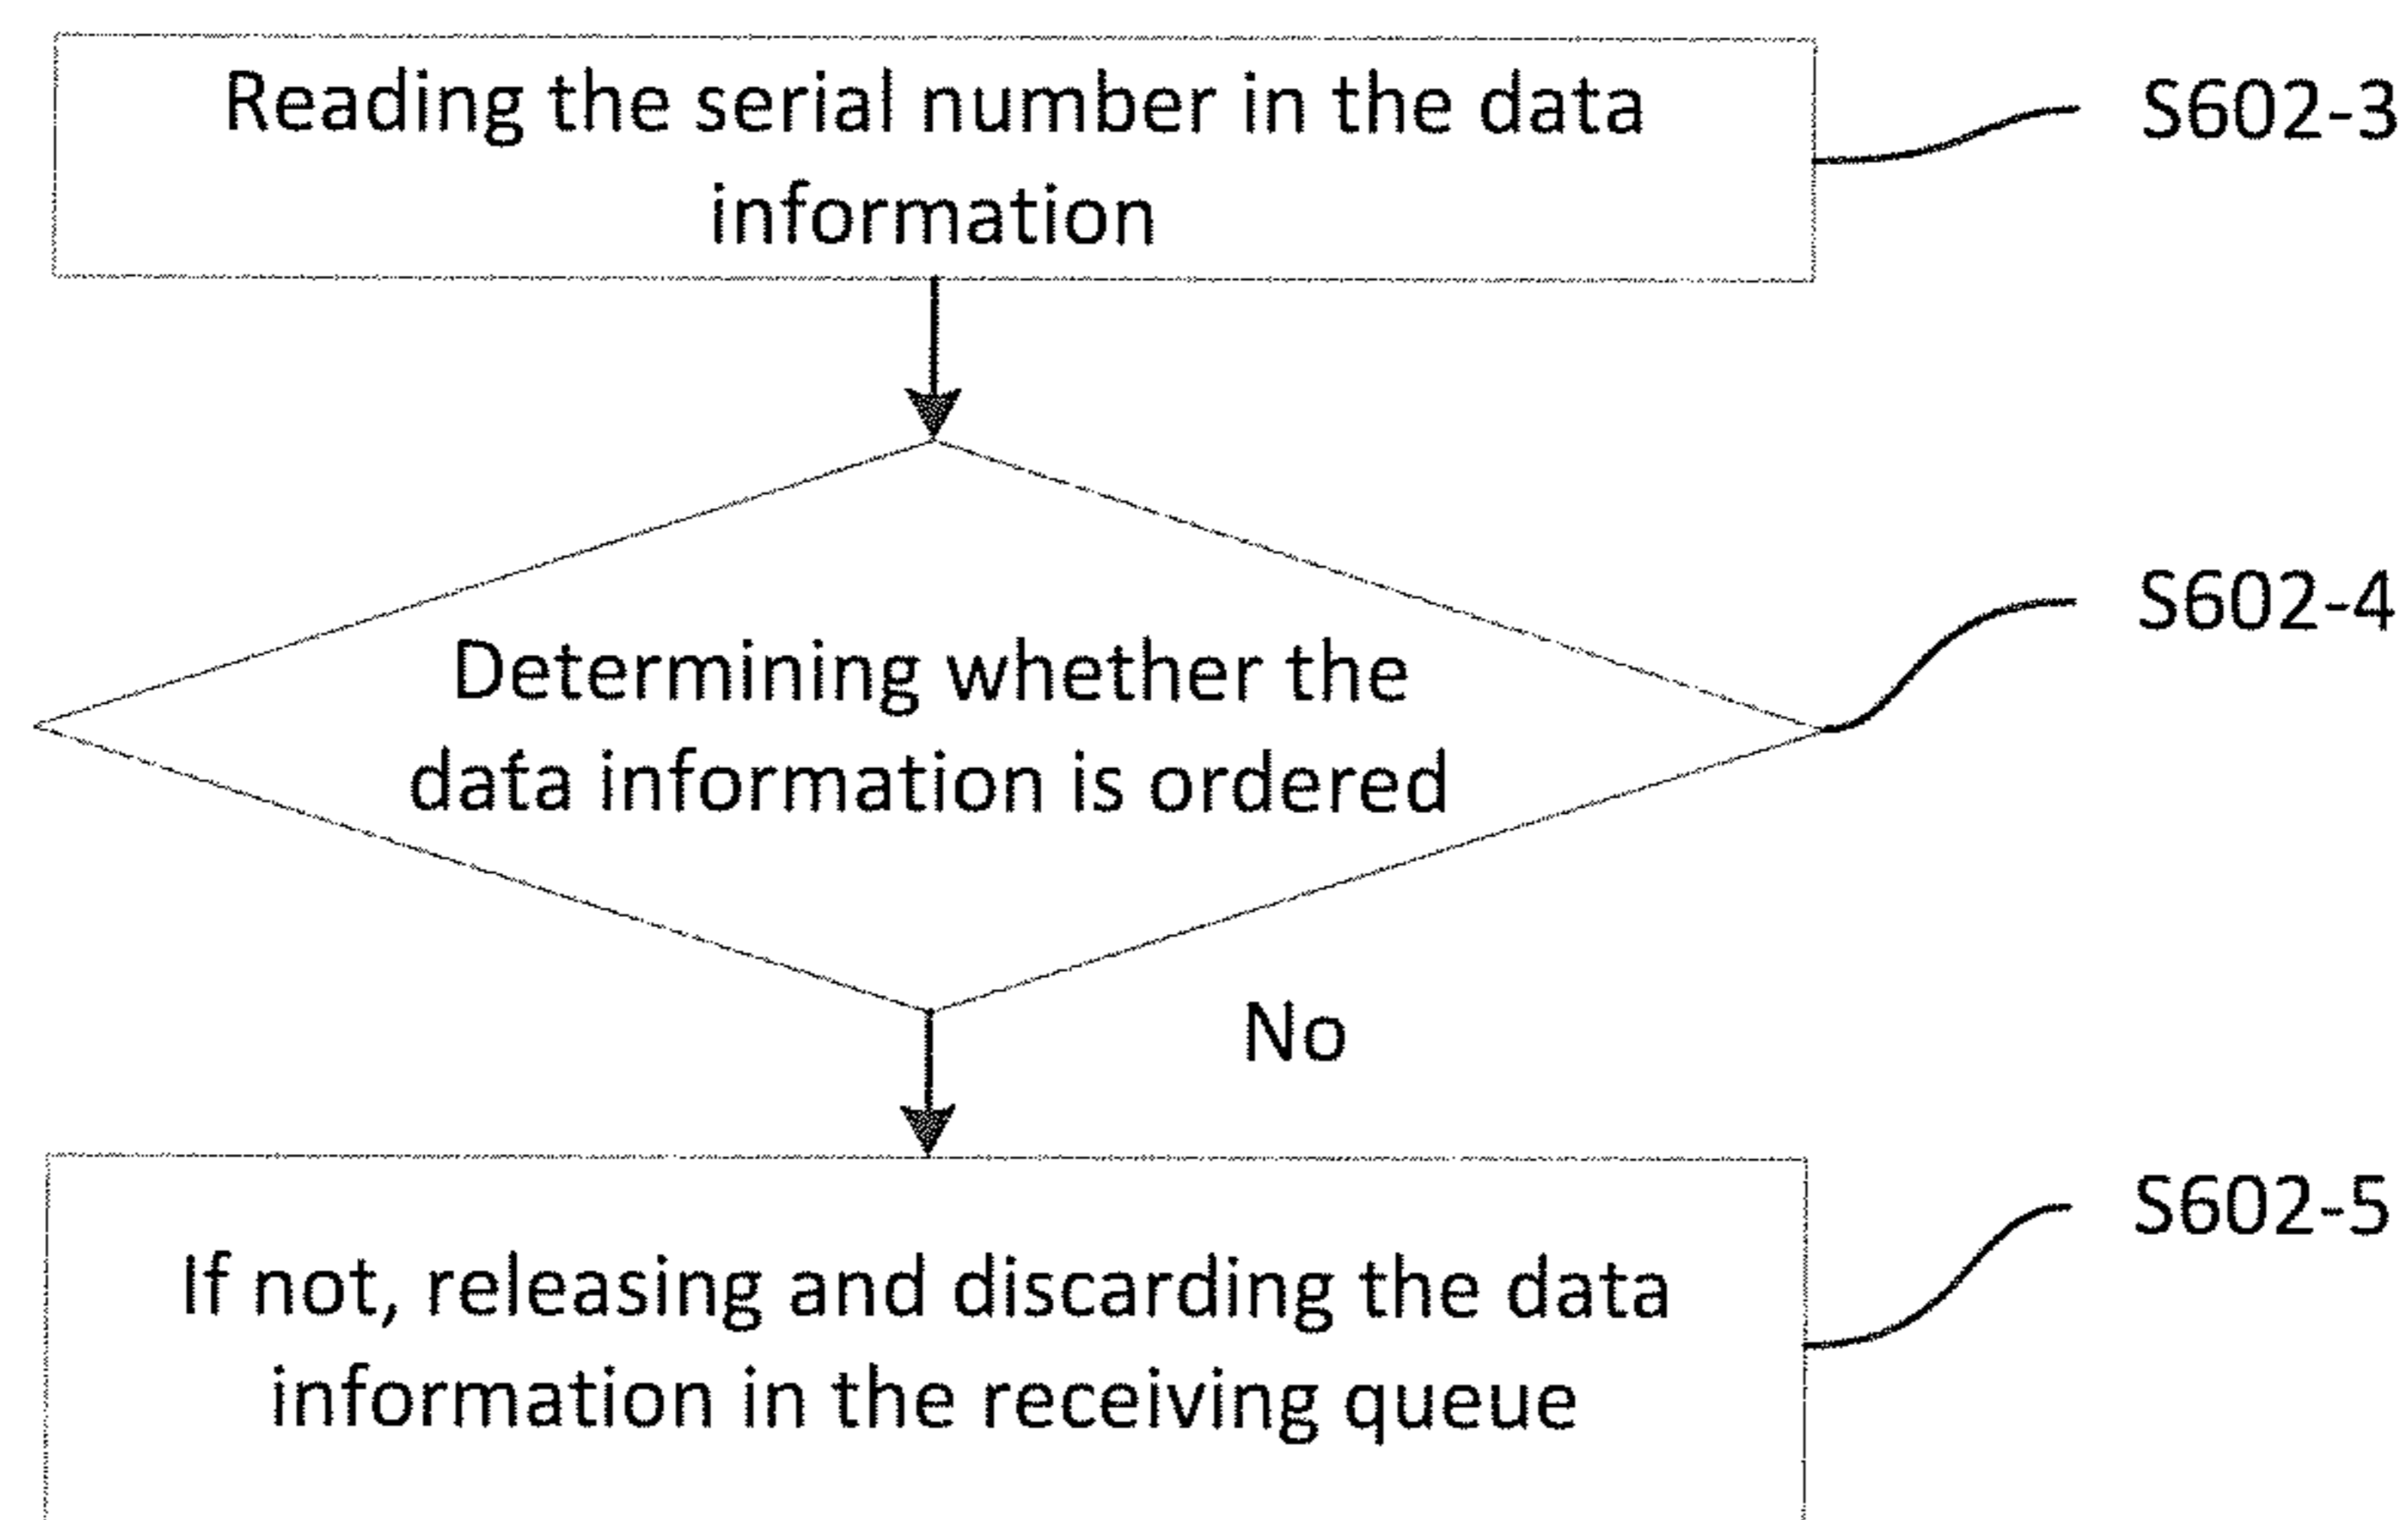 Reading the serial number in the data
information
S602-3
Determining whether the
data information is ordered
S602-4
No
If not, releasing and discarding the data
information in the receiving queue
S602-5